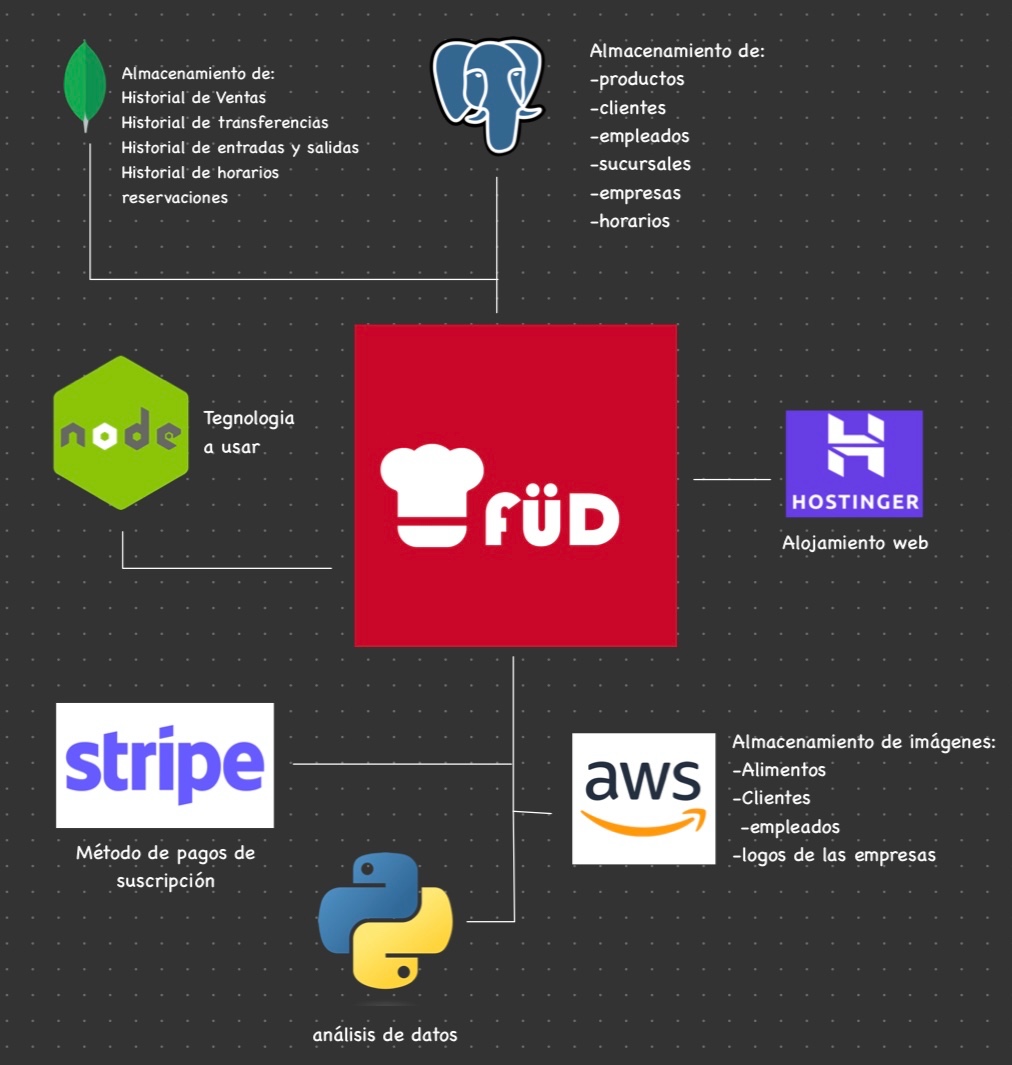 Almacenamiento de:
Historial de Ventas
Historial de transferencias
Historial de entradas y salidas
Historial de horarios
reservaciones
Almacenamiento de:
-productos
-clientes
-empleados
-sucursales
-empresas
-horarios
node
Tegnologia
a usar
FÜD
HOSTINGER
Alojamiento web
stripe
Método de pagos de
suscripción
aws
Almacenamiento de imágenes:
-Alimentos
-Clientes
-empleados
-logos de las empresas
análisis de datos